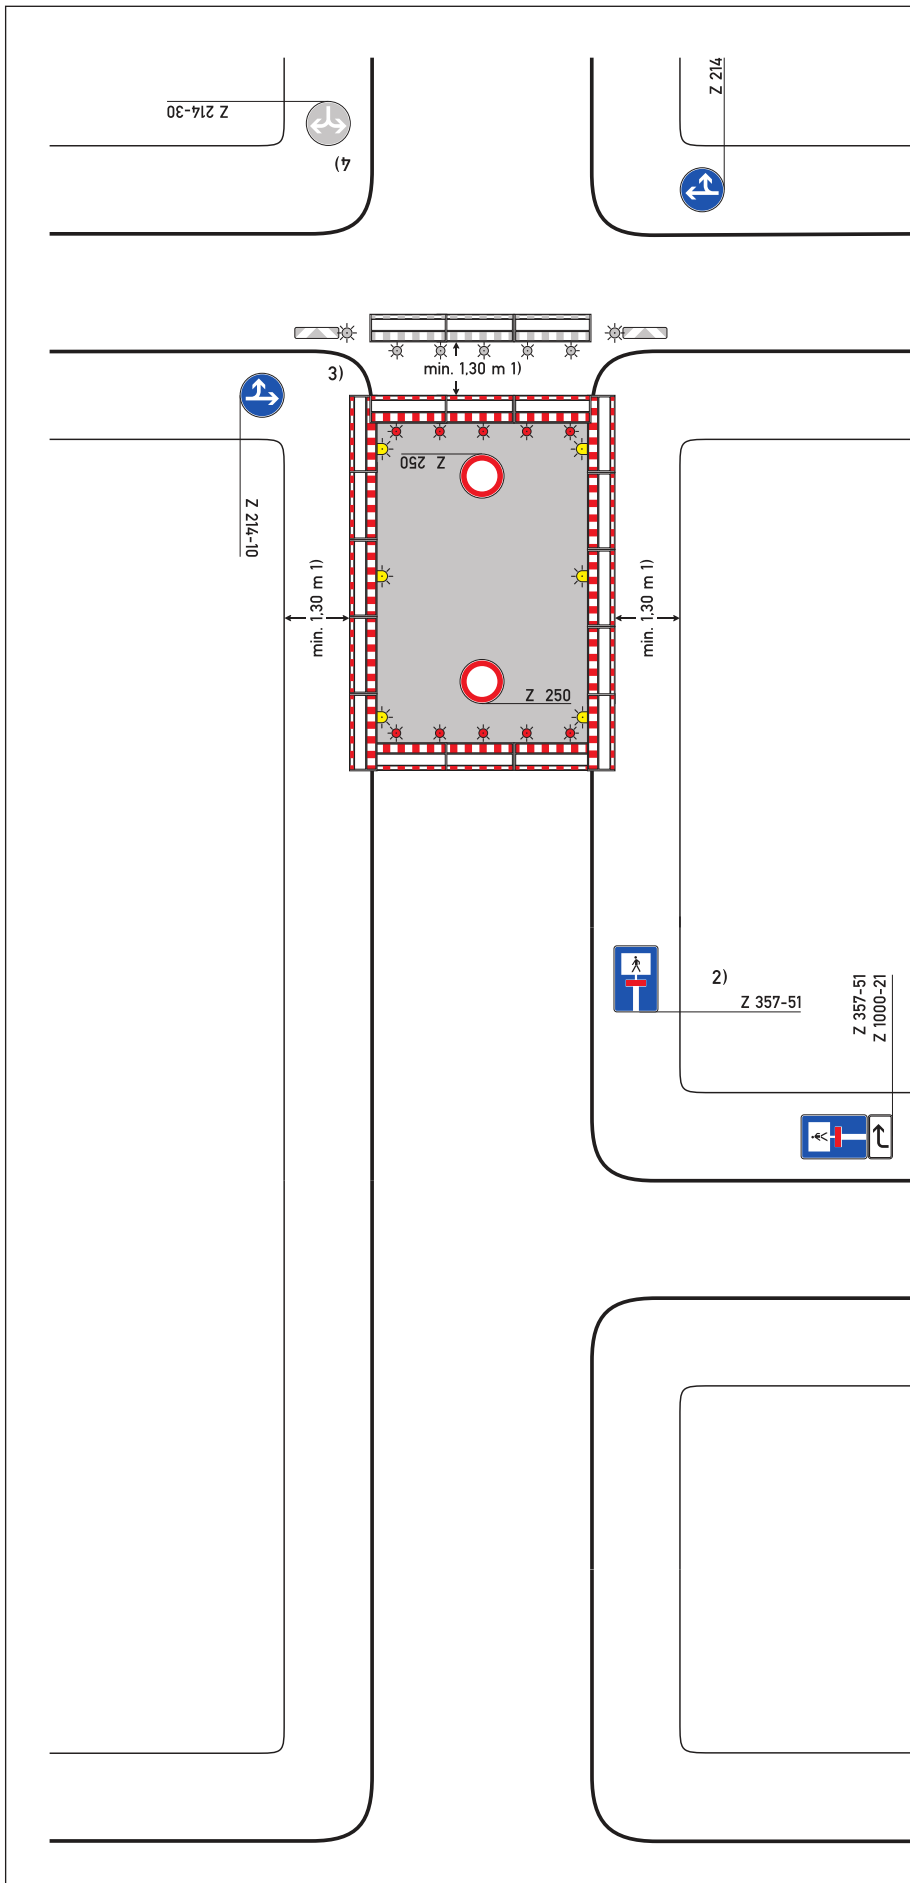 Z 214-30
4)
Z 214
3)
min. 1,30 m 1)
Z 214-10
Z 250
min. 1,30 m 1)
min. 1,30 m 1)
Z 250
2)
Z 357-51
Z 357-51
Z 1000-21